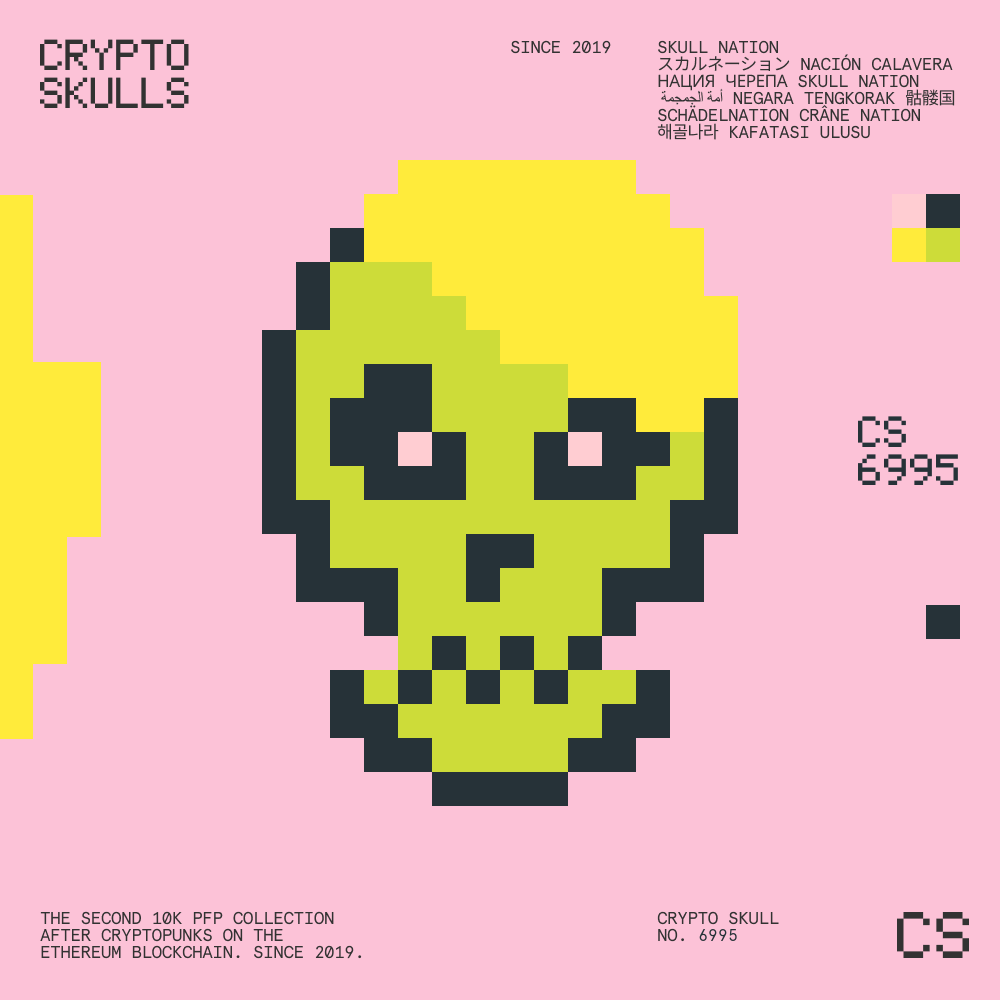 CRYPTO
SKULLS
SINCE 2019
SKULL NATION
スカルネーション NACIÓN CALAVERA
НАЦИЯ ЧЕРЕПА SKULL NATION
أمة الجمجمة NEGARA TENGKORAK 骷髅国
SCHÄDELNATION CRÂNE NATION
해골나라 KAFATASI ULUSU
CS
6995
THE SECOND 10K PFP COLLECTION
AFTER CRYPTOPUNKS ON THE
ETHEREUM BLOCKCHAIN. SINCE 2019.
CRYPTO SKULL
NO. 6995
CS